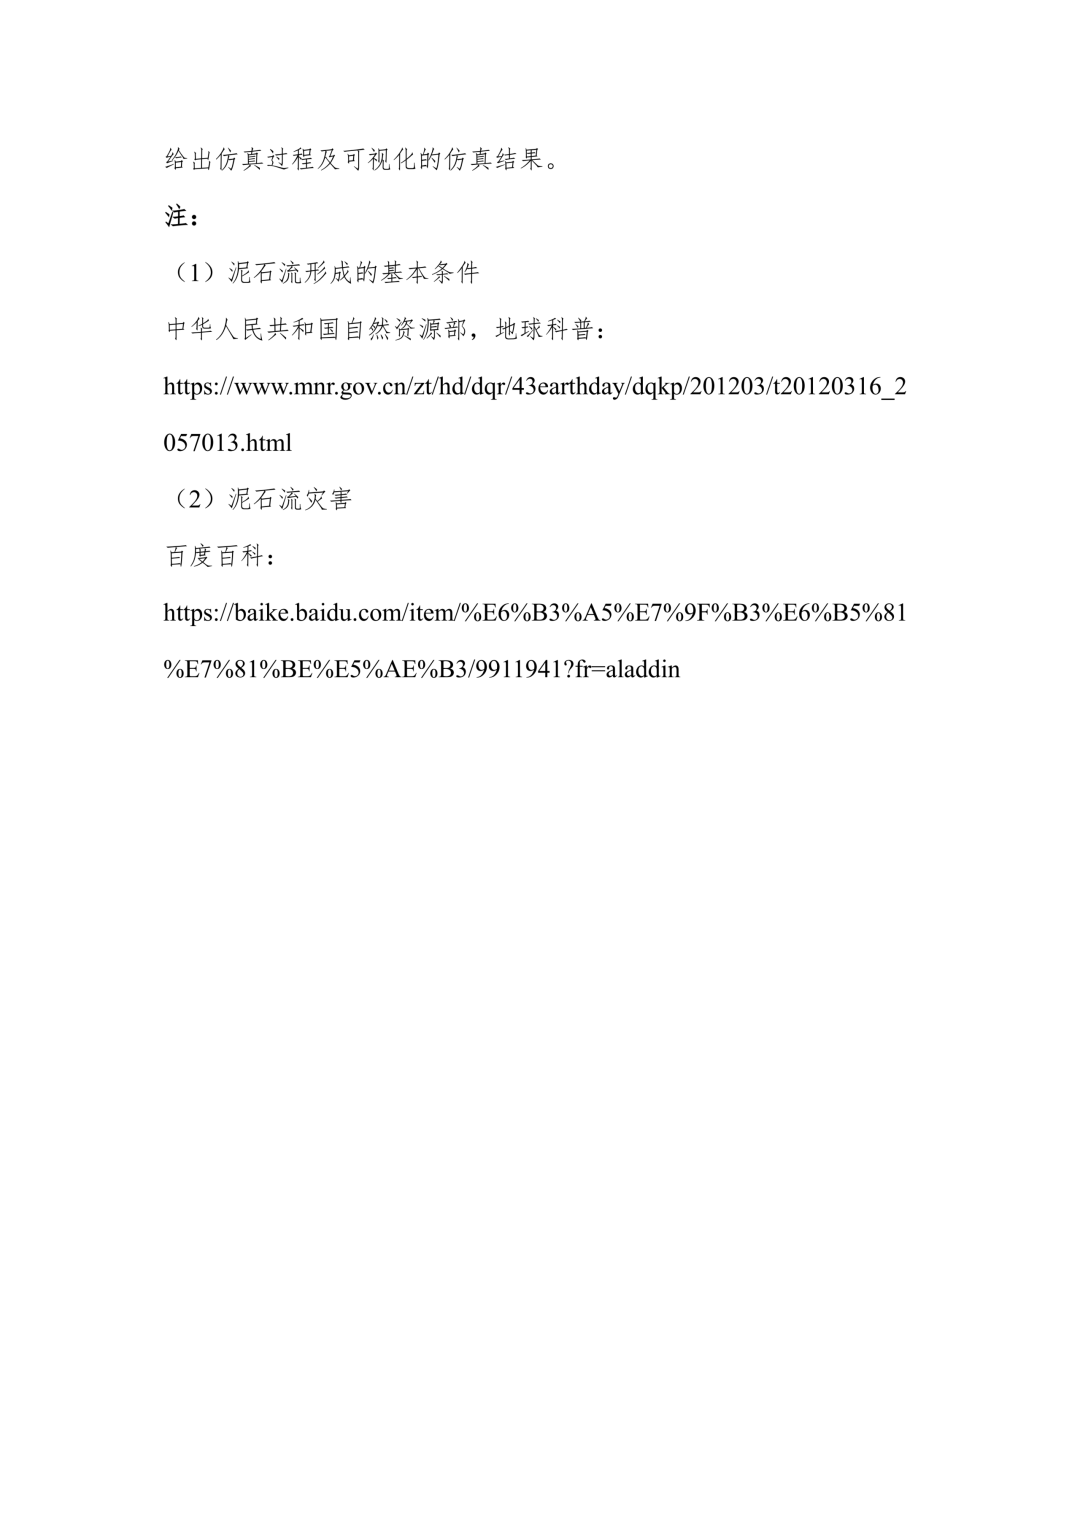 给出仿真过程及可视化的仿真结果。
注：
（1）泥石流形成的基本条件
中华人民共和国自然资源部，地球科普：
https://www.mnr.gov.cn/zt/hd/dqr/43earthday/dqkp/201203/t20120316_2
057013.html
（2）泥石流灾害
百度百科：
https://baike.baidu.com/item/%E6%B3%A5%E7%9F%B3%E6%B5%81
%E7%81%BE%E5%AE%B3/9911941?fr=aladdin